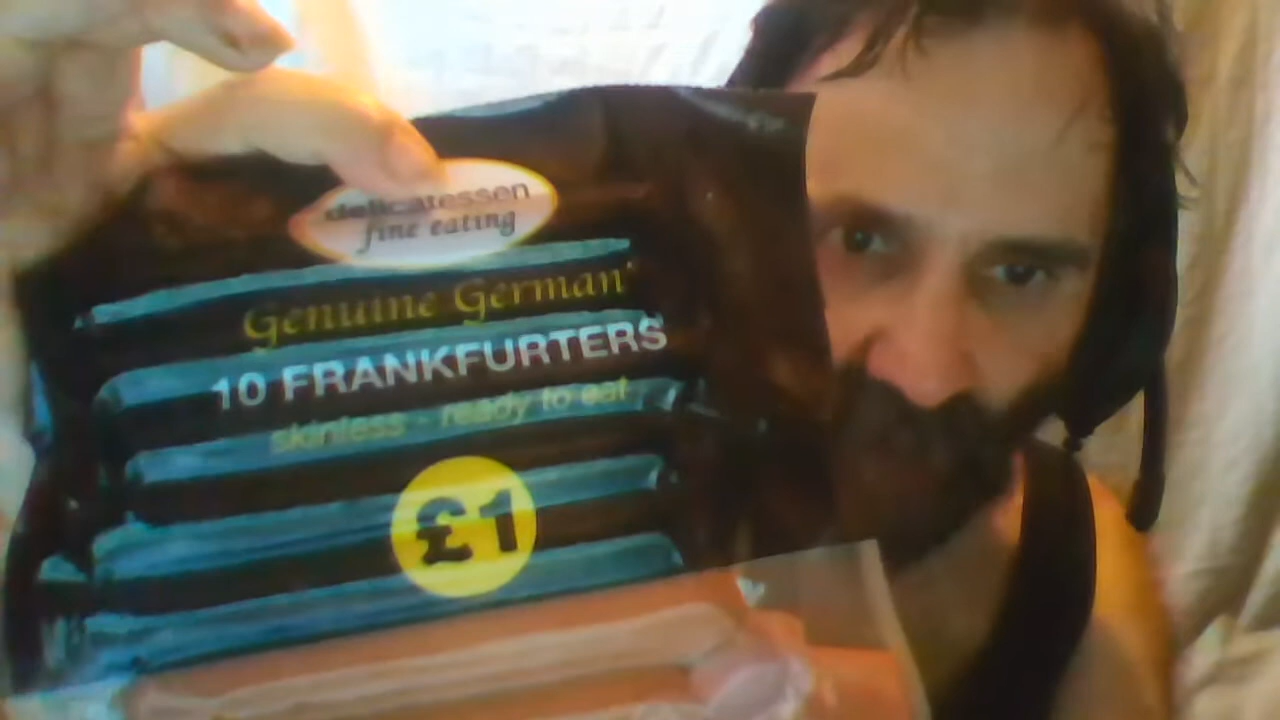 delicatessen
fine eating
Genuine German
10 FRANKFURTERS
skinless - ready to eat
£1